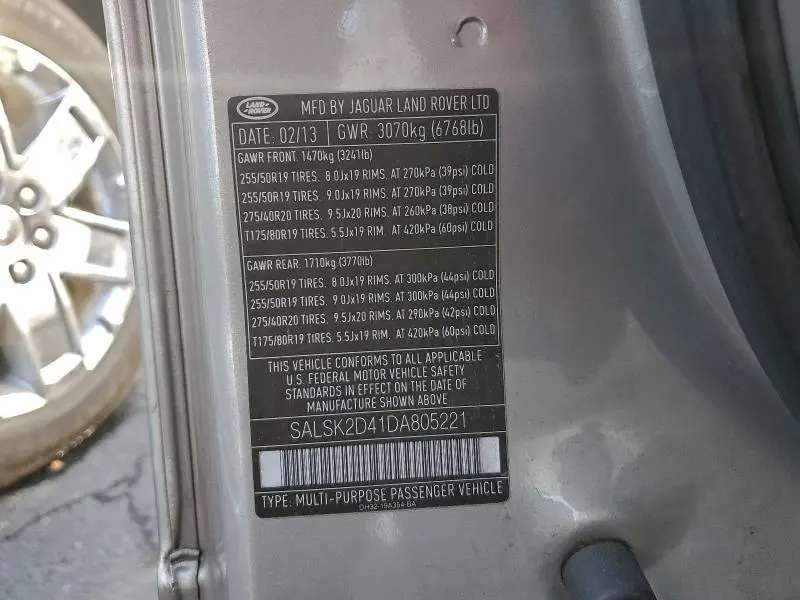 LAND ROVER
MFD BY JAGUAR LAND ROVER LTD
DATE: 02/13 GWR. 3070kg (6768lb)
GAWR FRONT. 1470kg (3241lb)
255/50R19 TIRES. 8.0Jx19 RIMS. AT 270kPa (39psi) COLD
255/50R19 TIRES. 9.0Jx19 RIMS. AT 270kPa (39psi) COLD
275/40R20 TIRES. 9.5Jx20 RIMS. AT 260kPa (38psi) COLD
T175/80R19 TIRES. 5.5Jx19 RIM. AT 420kPa (60psi) COLD
GAWR REAR. 1710kg (3770lb)
255/50R19 TIRES. 8.0Jx19 RIMS. AT 300kPa (44psi) COLD
255/50R19 TIRES. 9.0Jx19 RIMS. AT 300kPa (44psi) COLD
275/40R20 TIRES. 9.5Jx20 RIMS. AT 290kPa (42psi) COLD
T175/80R19 TIRES. 5.5Jx19 RIM. AT 420kPa (60psi) COLD
THIS VEHICLE CONFORMS TO ALL APPLICABLE
U.S. FEDERAL MOTOR VEHICLE SAFETY
STANDARDS IN EFFECT ON THE DATE OF
MANUFACTURE SHOWN ABOVE.
SALSK2D41DA805221
TYPE: MULTI-PURPOSE PASSENGER VEHICLE
DH32-19A354-BA